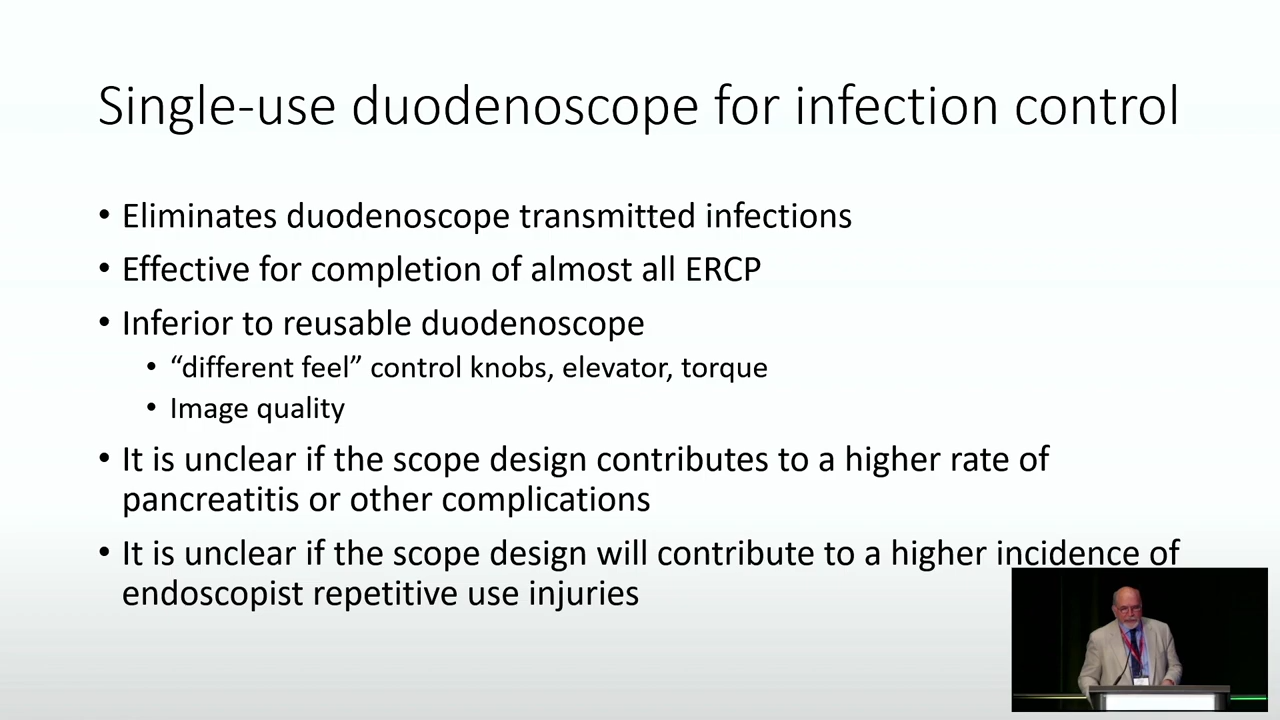 Single-use duodenoscope for infection control
• Eliminates duodenoscope transmitted infections
• Effective for completion of almost all ERCP
• Inferior to reusable duodenoscope
• “different feel” control knobs, elevator, torque
• Image quality
• It is unclear if the scope design contributes to a higher rate of
pancreatitis or other complications
• It is unclear if the scope design will contribute to a higher incidence of
endoscopist repetitive use injuries